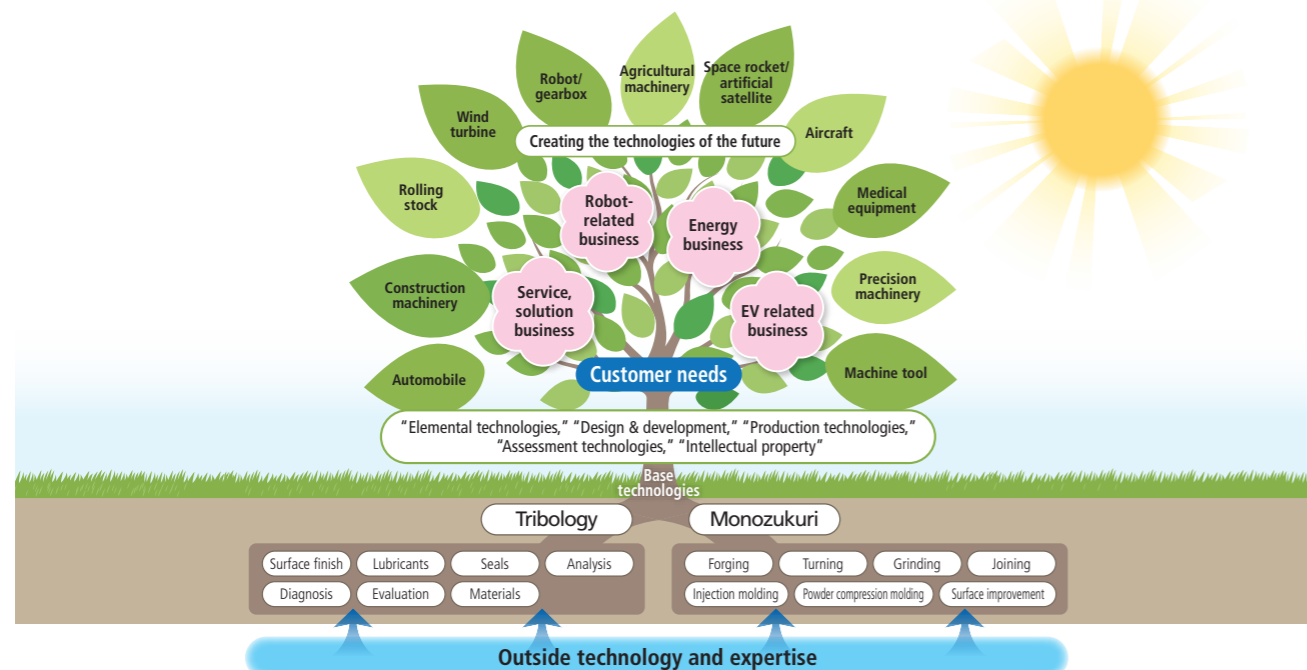 Robot/
gearbox
Agricultural
machinery
Space rocket/
artificial
satellite
Wind
turbine
Creating the technologies of the future
Aircraft
Rolling
stock
Robot-
related
business
Energy
business
Medical
equipment
Construction
machinery
Service,
solution
business
EV related
business
Precision
machinery
Automobile
Customer needs
Machine tool
“Elemental technologies,” “Design & development,” “Production technologies,”
“Assessment technologies,” “Intellectual property”
Base
technologies
Tribology
Monozukuri
Surface finish
Lubricants
Seals
Analysis
Diagnosis
Evaluation
Materials
Forging
Turning
Grinding
Joining
Injection molding
Powder compression molding
Surface improvement
Outside technology and expertise